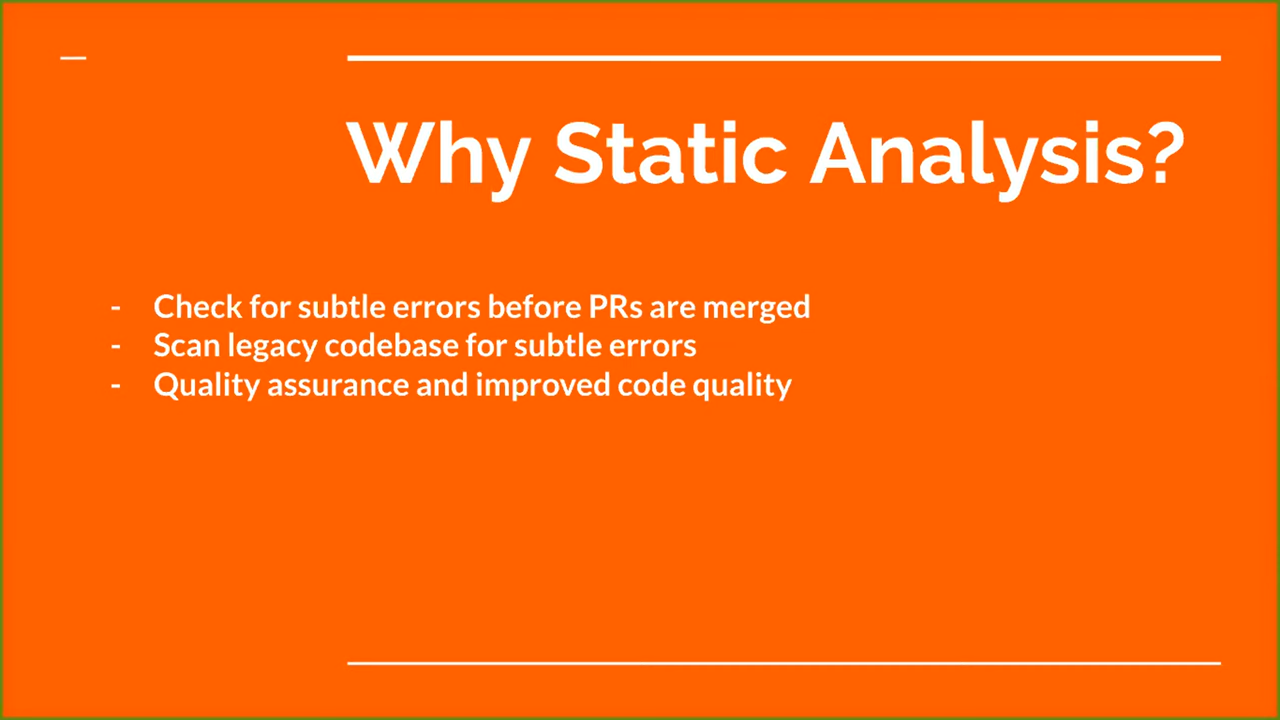 Why Static Analysis?
- Check for subtle errors before PRs are merged
- Scan legacy codebase for subtle errors
- Quality assurance and improved code quality